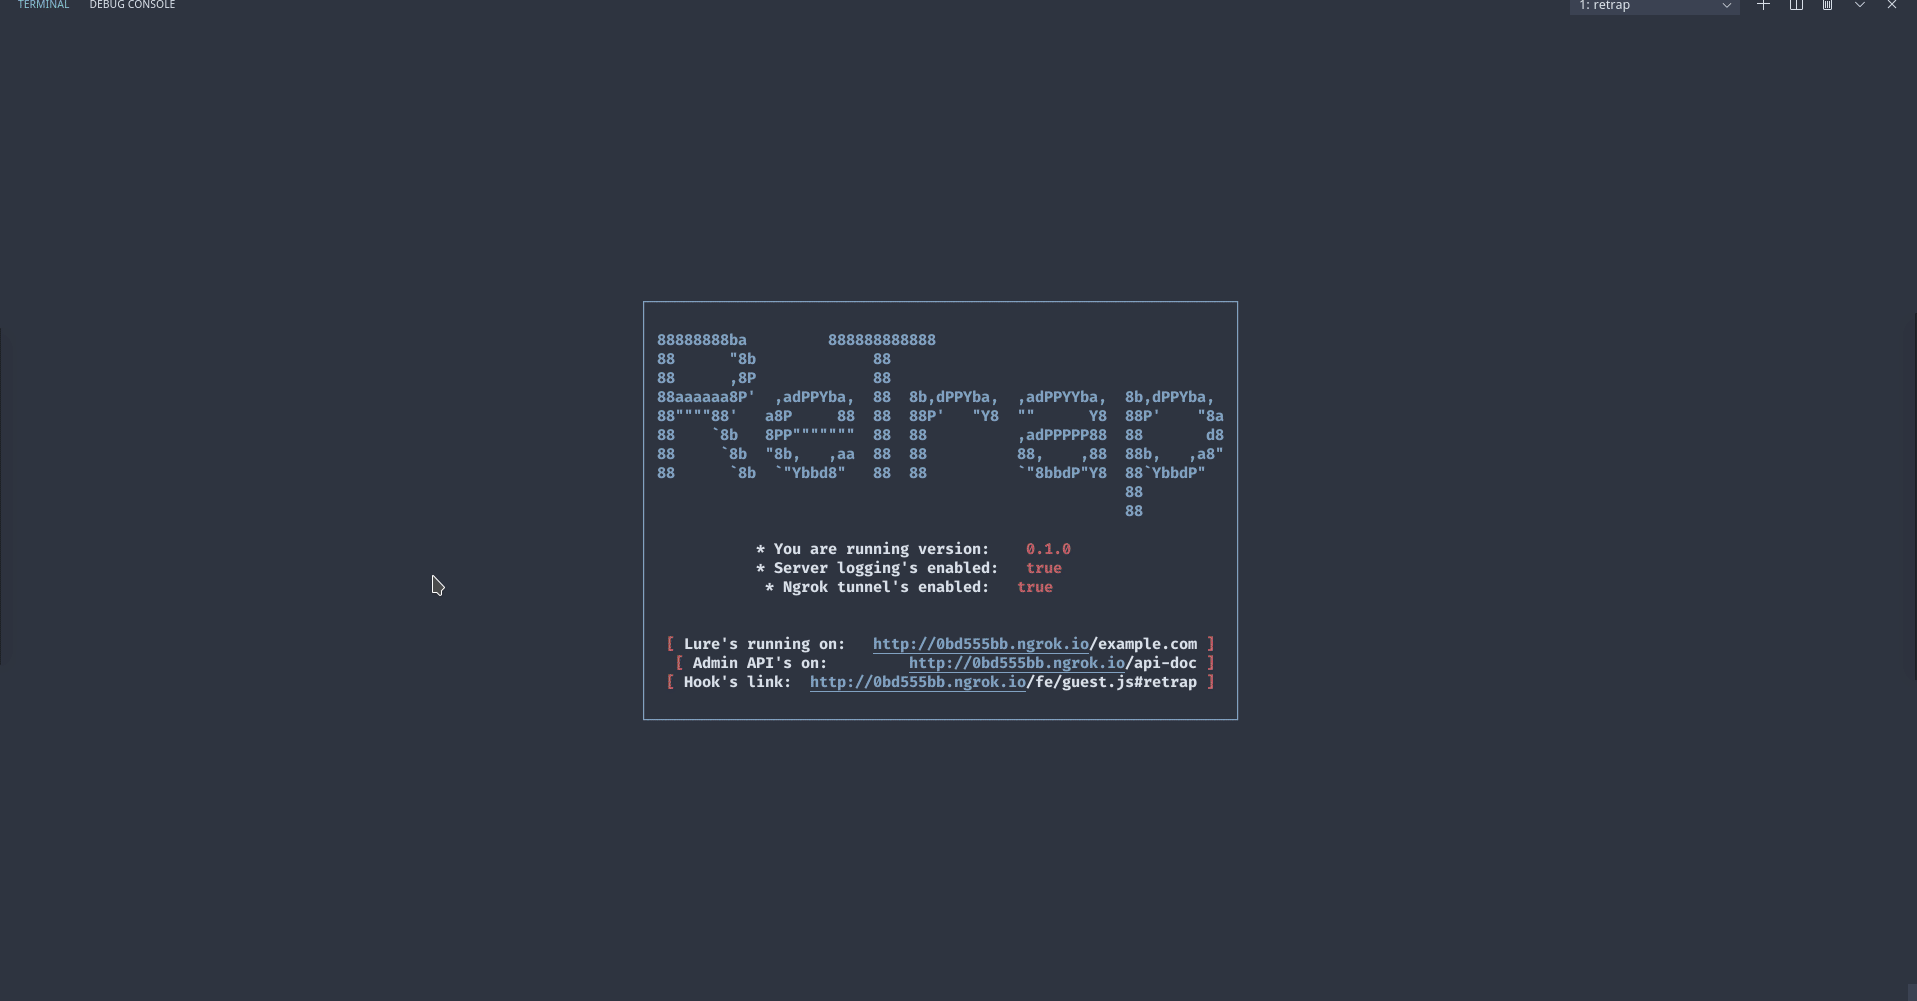 TERMINAL DEBUG CONSOLE 1: retrap
88888888ba         888888888888
88      "8b             88
88      ,8P             88
88aaaaaa8P'  ,adPPYba,  88  8b,dPPYba,  ,adPPYYba,  8b,dPPYba,
88""""88'   a8P     88  88  88P'   "Y8  ""      Y8  88P'    "8a
88    `8b   8PP"""""""  88  88          ,adPPPPP88  88       d8
88     `8b  "8b,   ,aa  88  88          88,    ,88  88b,   ,a8"
88      `8b  `"Ybbd8"   88  88          `"8bbdP"Y8  88`YbbdP"
                                                    88
                                                    88
* You are running version:    0.1.0
* Server logging's enabled:   true
* Ngrok tunnel's enabled:   true
[ Lure's running on:   http://0bd555bb.ngrok.io/example.com ]
[ Admin API's on:         http://0bd555bb.ngrok.io/api-doc ]
[ Hook's link:  http://0bd555bb.ngrok.io/fe/guest.js#retrap ]